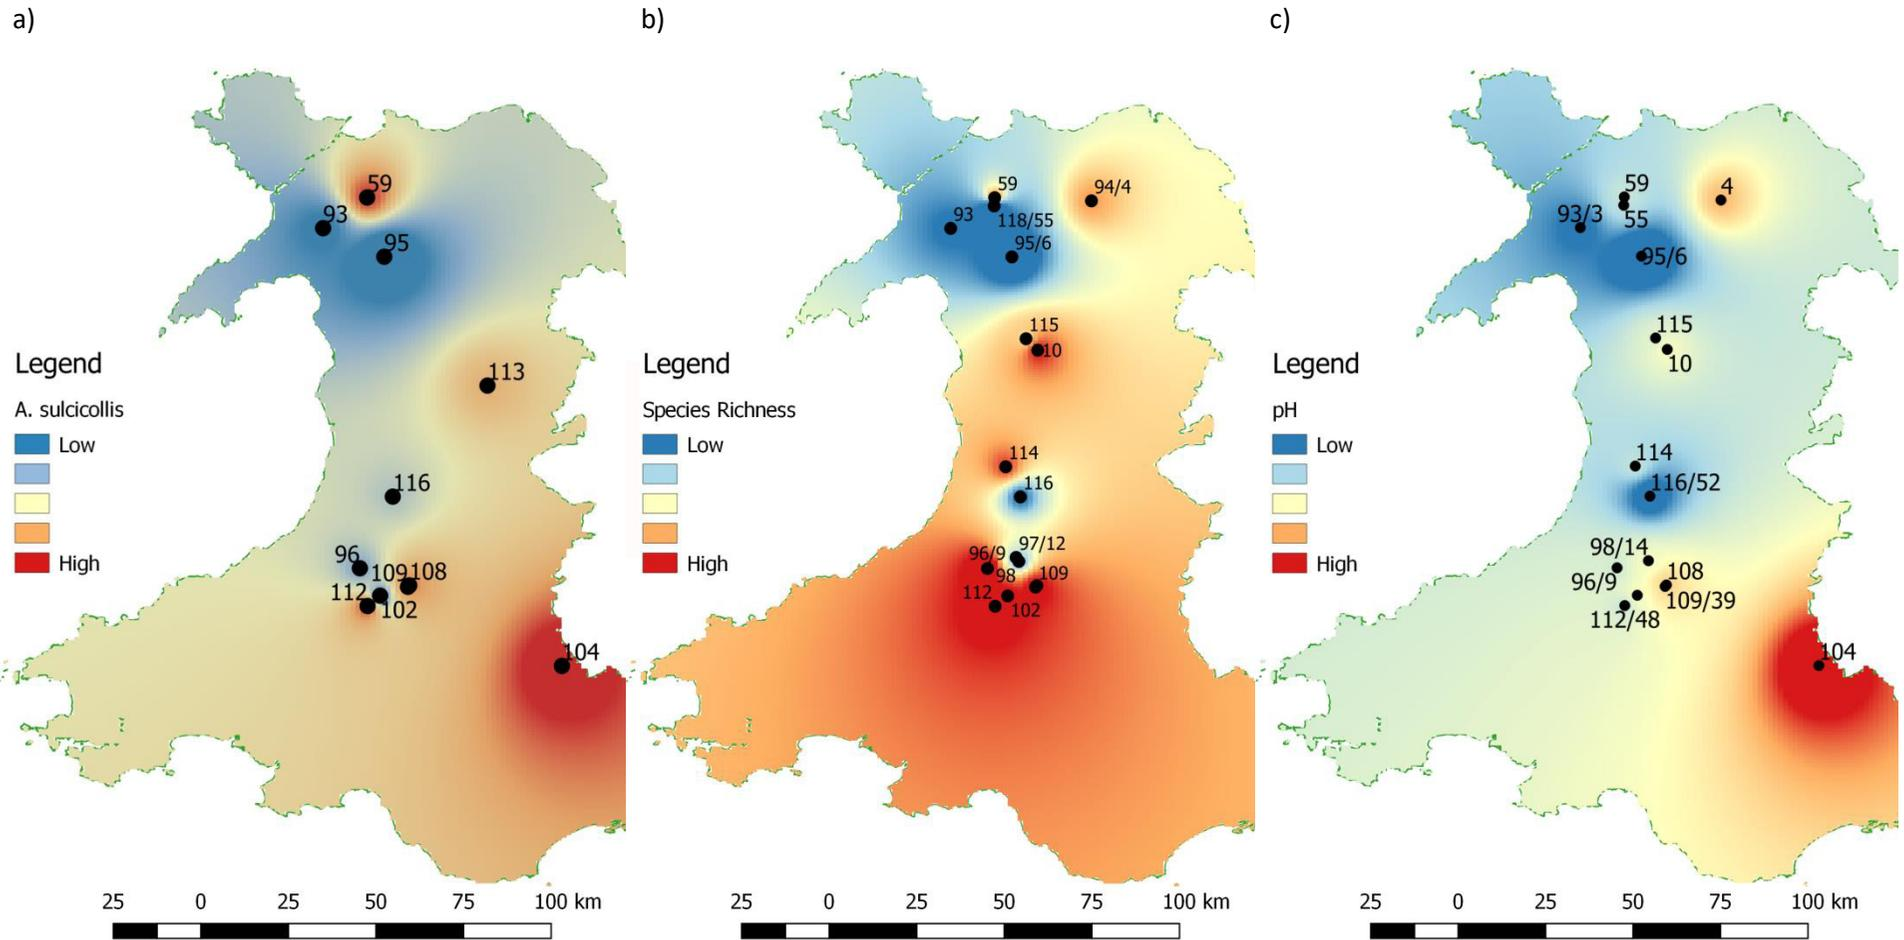 a)
59
93
95
113
116
96
109
108
112
102
104
Legend
A. sulcicollis
Low
High
25 0 25 50 75 100 km
b)
59
94/4
93
118/55
95/6
115
10
114
116
97/12
96/9
98
109
112
102
Legend
Species Richness
Low
High
25 0 25 50 75 100 km
c)
59
4
93/3
55
95/6
115
10
114
116/52
98/14
108
96/9
109/39
112/48
104
Legend
pH
Low
High
25 0 25 50 75 100 km